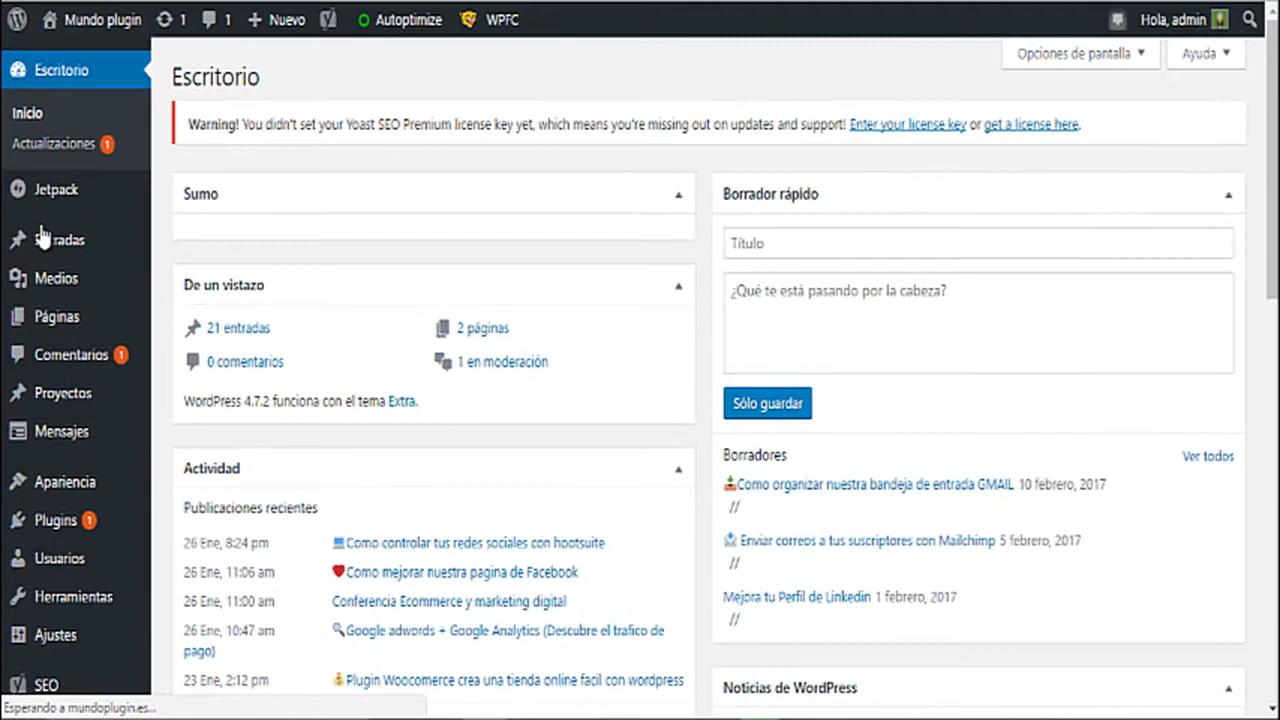 Mundo plugin 1 1 Nuevo Autoptimize WPFC Hola, admin
Opciones de pantalla Ayuda
Escritorio
Inicio
Actualizaciones 1
Jetpack
Medios
Páginas
Comentarios 1
Proyectos
Mensajes
Apariencia
Plugins 1
Usuarios
Herramientas
Ajustes
SEO
Escritorio
Warning! You didn't set your Yoast SEO Premium license key yet, which means you're missing out on updates and support! Enter your license key or get a license here.
Sumo
De un vistazo
21 entradas 2 páginas
0 comentarios 1 en moderación
WordPress 4.7.2 funciona con el tema Extra.
Actividad
Publicaciones recientes
26 Ene, 8:24 pm Como controlar tus redes sociales con hootsuite
26 Ene, 11:06 am Como mejorar nuestra pagina de Facebook
26 Ene, 11:00 am Conferencia Ecommerce y marketing digital
26 Ene, 10:47 am Google adwords + Google Analytics (Descubre el trafico de
pago)
23 Ene, 2:12 pm Plugin Woocomerce crea una tienda online facil con wordpress
Borrador rápido
Título
¿Qué te está pasando por la cabeza?
Sólo guardar
Borradores Ver todos
Como organizar nuestra bandeja de entrada GMAIL 10 febrero, 2017
//
Enviar correos a tus suscriptores con Mailchimp 5 febrero, 2017
//
Mejora tu Perfil de Linkedin 1 febrero, 2017
//
Noticias de WordPress
Esperando a mundoplugin.es...